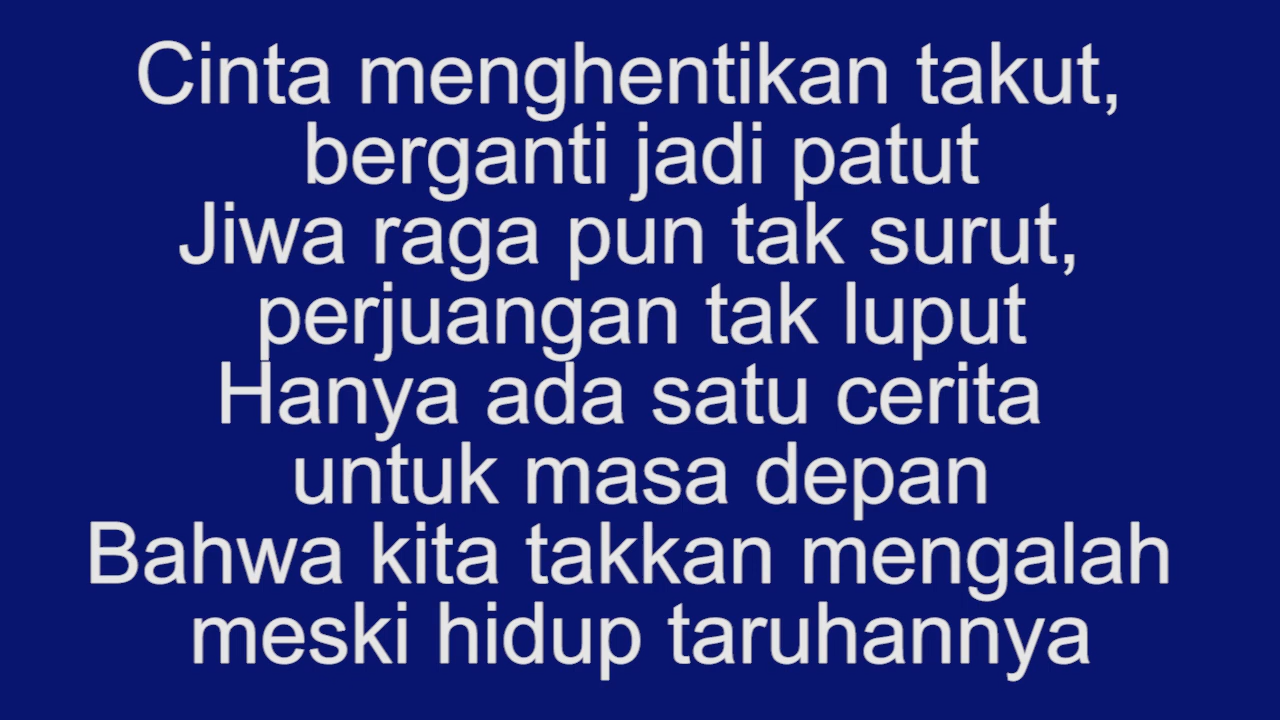 Cinta menghentikan takut,
berganti jadi patut
Jiwa raga pun tak surut,
perjuangan tak luput
Hanya ada satu cerita
untuk masa depan
Bahwa kita takkan mengalah
meski hidup taruhannya